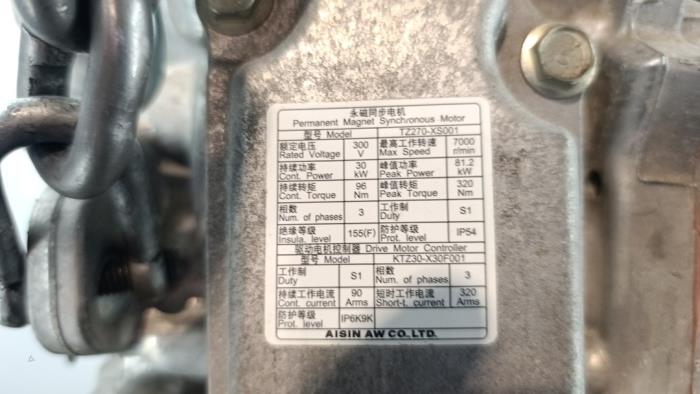 永磁同步电机
Permanent Magnet Synchronous Motor
型号 Model TZ270-XS001
额定电压 300 最高工作转速 7000
Rated Voltage V Max. Speed r/min
持续功率 30 峰值功率 81.2
Cont. Power kW Peak Power kW
持续转矩 96 峰值转矩 320
Cont. Torque Nm Peak Torque Nm
相数 3 工作制 S1
Num. of phases Duty
绝缘等级 155(F) 防护等级 IP54
Insula. level Prot. level
驱动电机控制器 Drive Motor Controller
型号 Model KTZ30-X30F001
工作制 S1 相数 3
Duty Num. of phases
持续工作电流 90 短时工作电流 320
Cont. current Arms Short-t. current Arms
防护等级 IP6K9K
Prot. level
AISIN AW CO.,LTD.